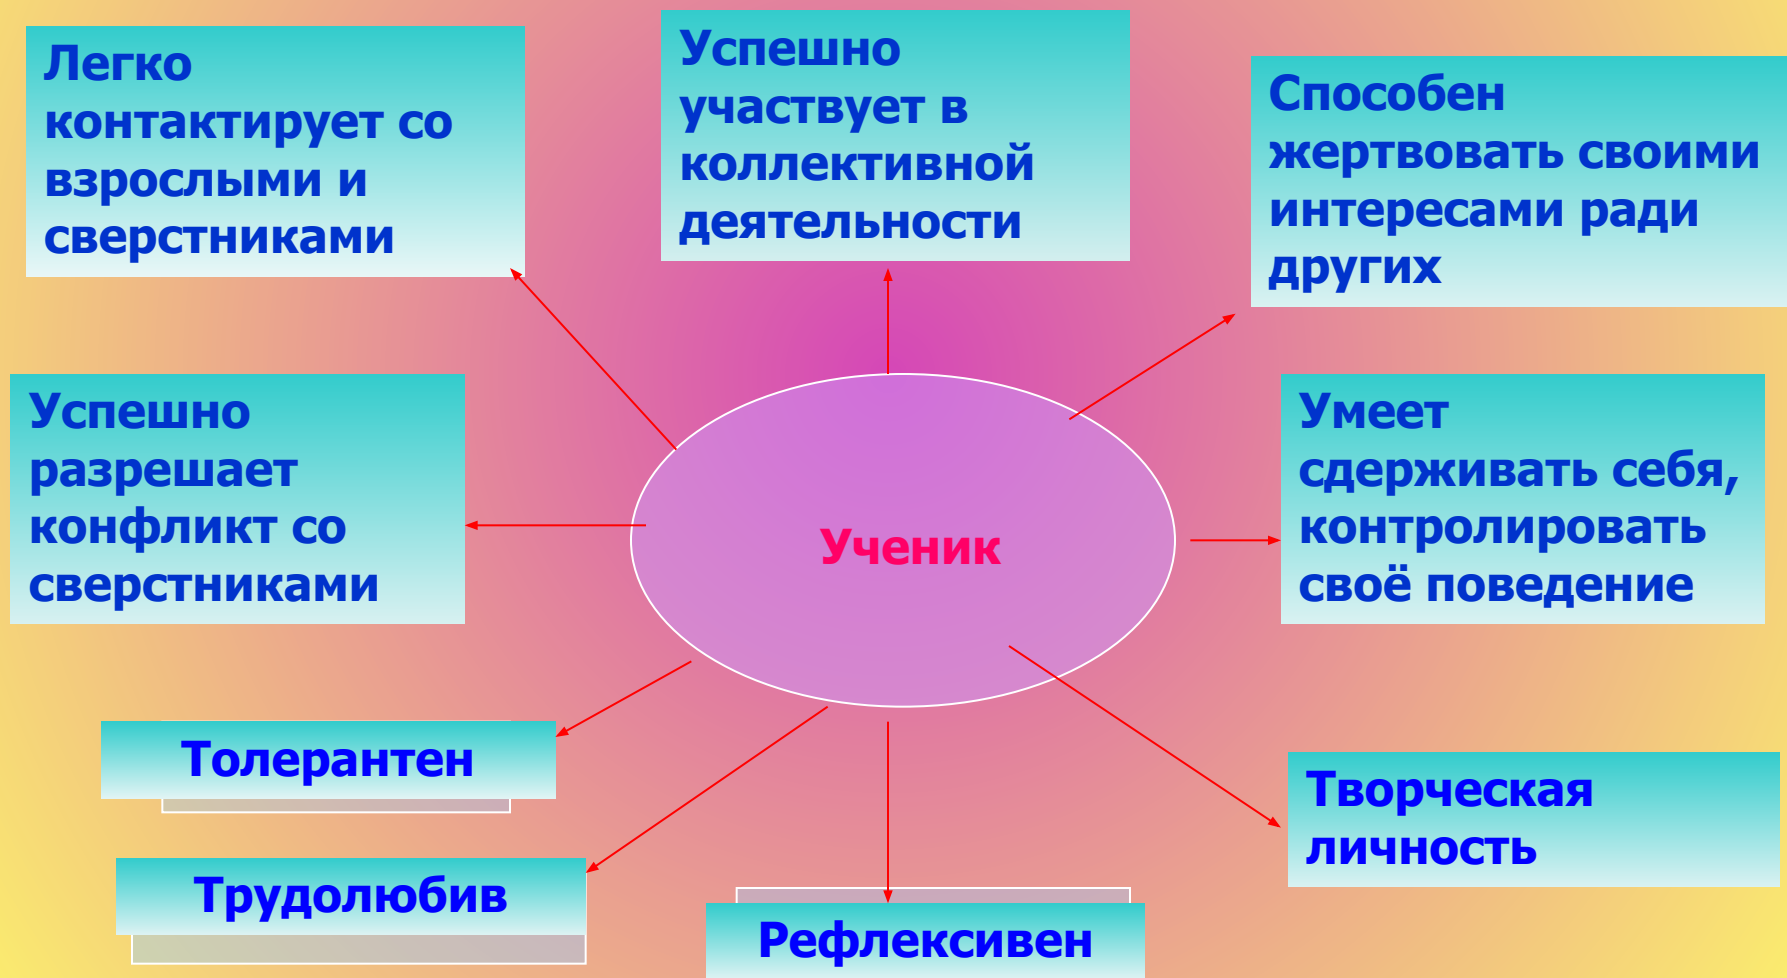 Легко
контактирует со
взрослыми и
сверстниками
Успешно
участвует в
коллективной
деятельности
Способен
жертвовать своими
интересами ради
других
Успешно
разрешает
конфликт со
сверстниками
Ученик
Умеет
сдерживать себя,
контролировать
своё поведение
Толерантен
Творческая
личность
Трудолюбив
Рефлексивен